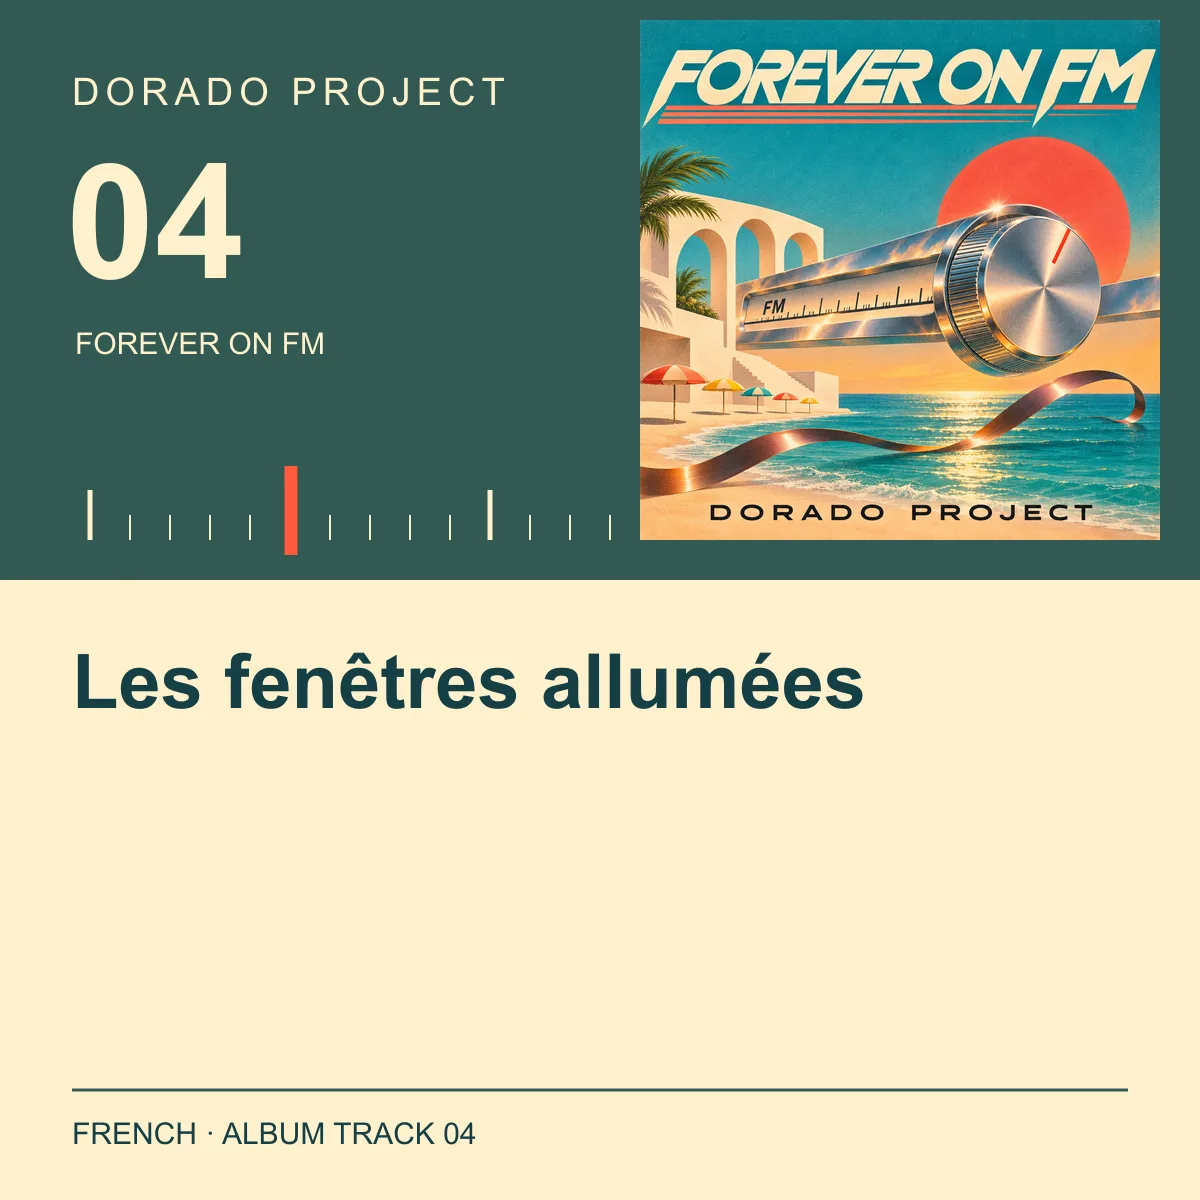 DORADO PROJECT
04
FOREVER ON FM
FOREVER ON FM
FM
DORADO PROJECT
Les fenêtres allumées
FRENCH · ALBUM TRACK 04